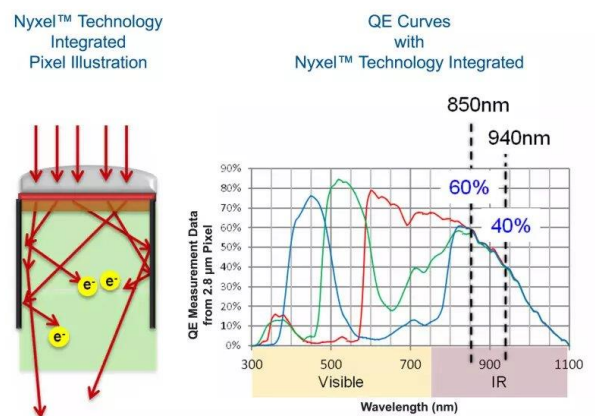 Nyxel™ Technology
Integrated
Pixel Illustration
QE Curves
with
Nyxel™ Technology Integrated
850nm
940nm
60%
40%
QE Measurement Data
from 2.8 µm Pixel
90%
80%
70%
60%
50%
40%
30%
20%
10%
0%
300
500
700
900
1100
Visible
IR
Wavelength (nm)
e-
e-
e-